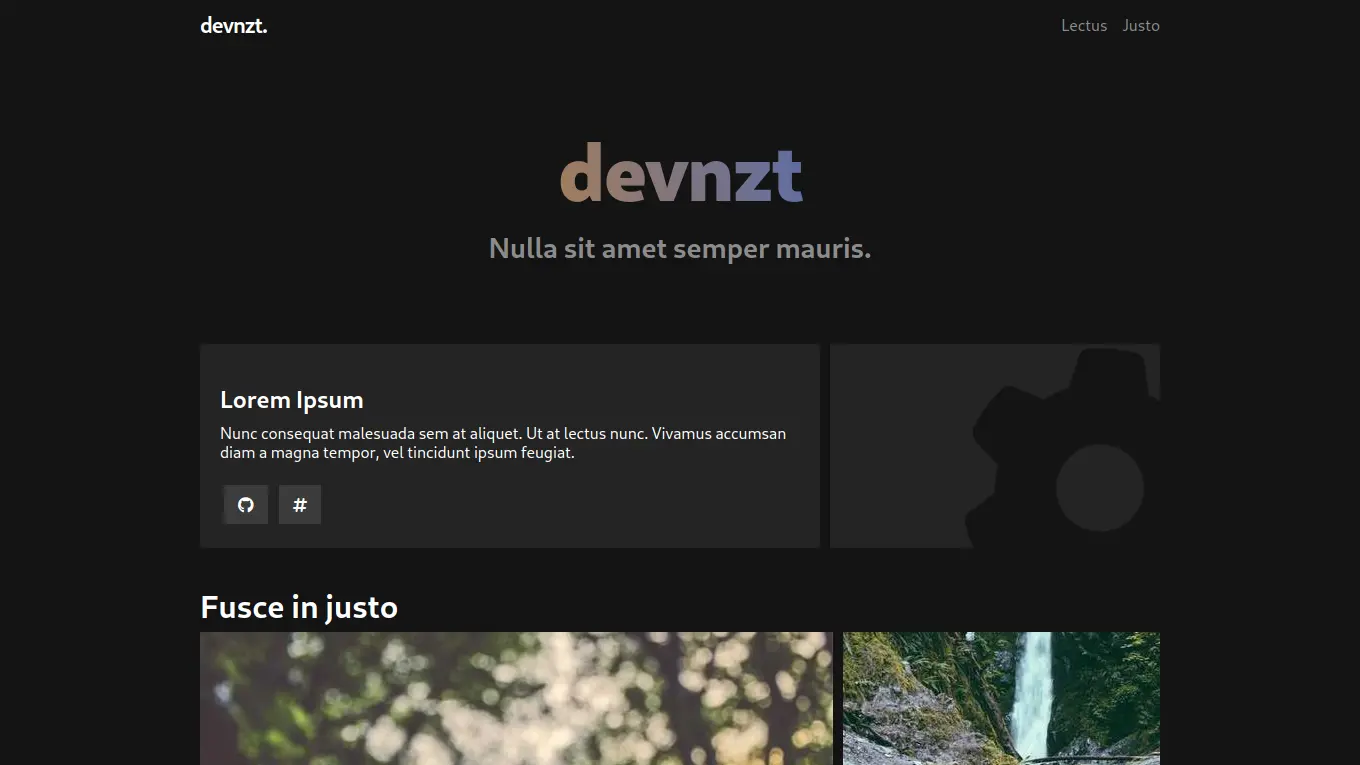 devnzt.
Lectus Justo
devnzt
Nulla sit amet semper mauris.
Lorem Ipsum
Nunc consequat malesuada sem at aliquet. Ut at lectus nunc. Vivamus accumsan
diam a magna tempor, vel tincidunt ipsum feugiat.
#
Fusce in justo